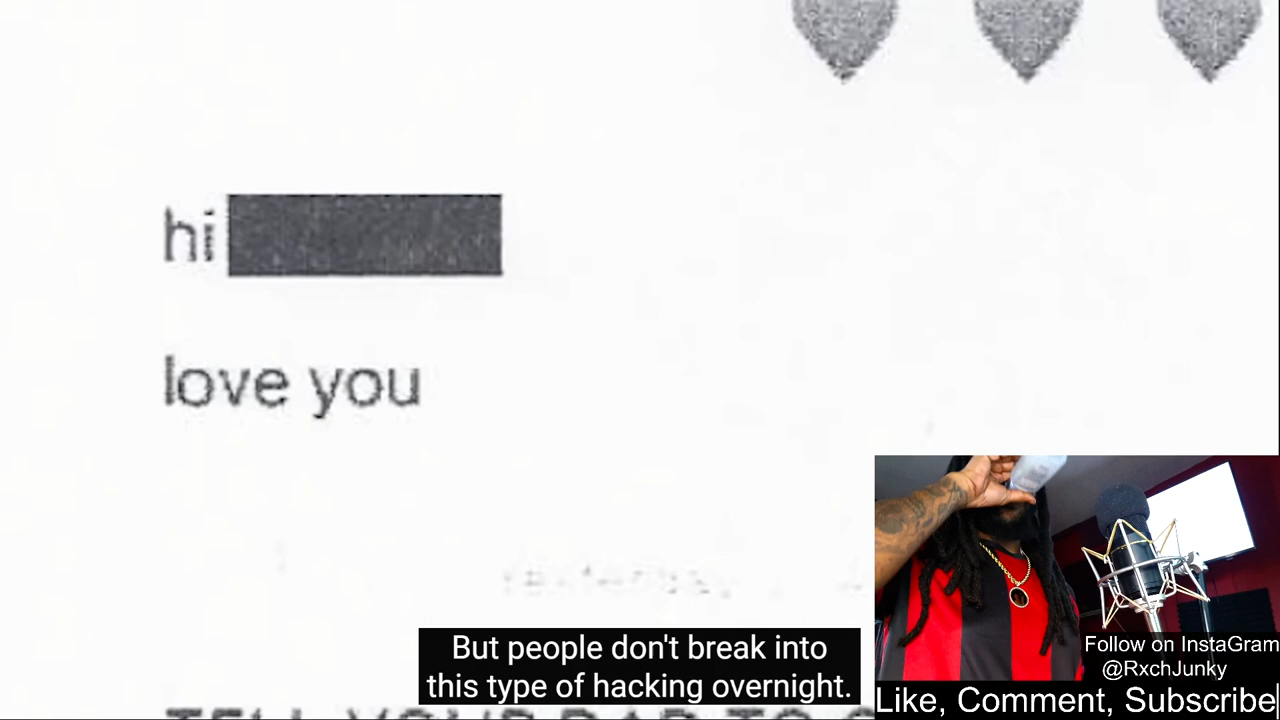 hi
love you
But people don't break into
this type of hacking overnight.
Follow on InstaGram
@RxchJunky
Like, Comment, Subscribe